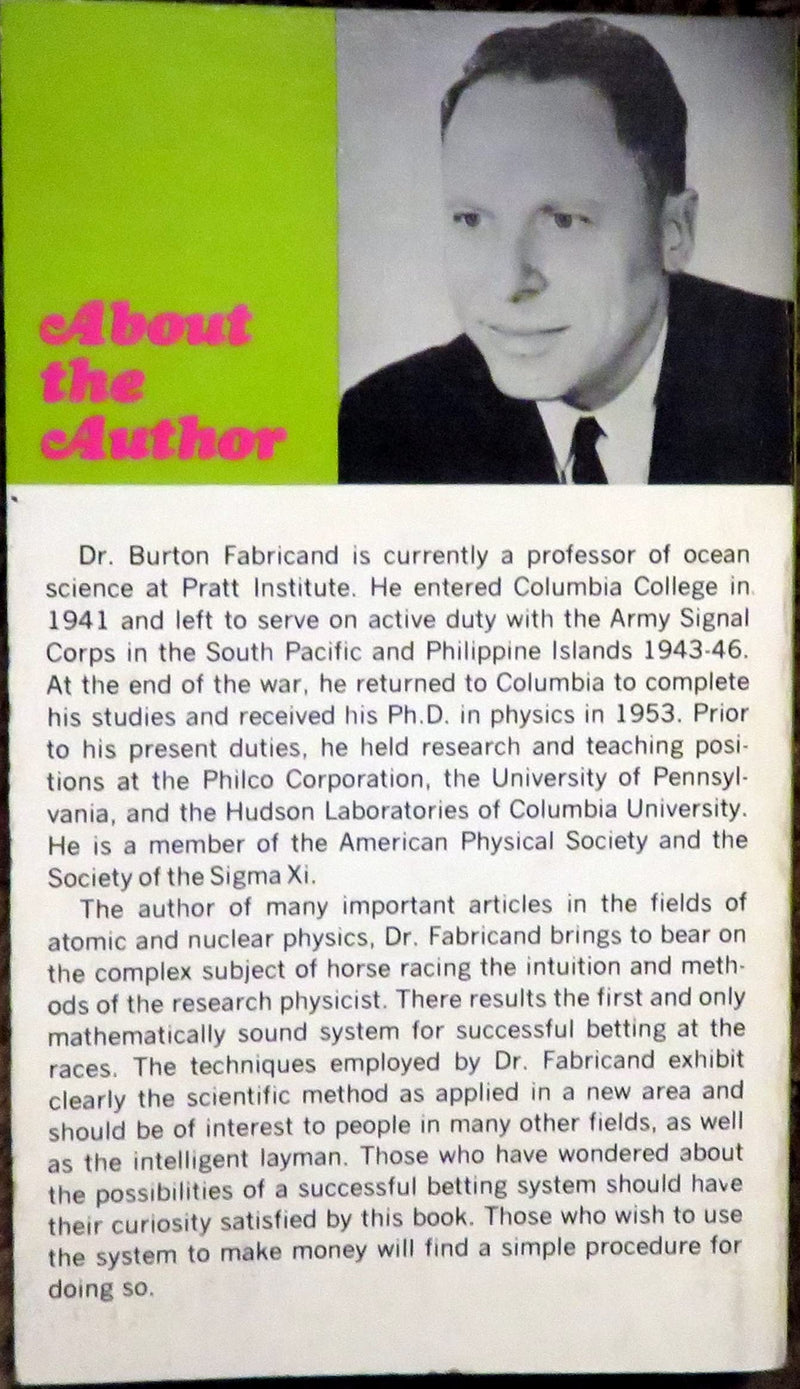 About
the
Author
Dr. Burton Fabricand is currently a professor of ocean
science at Pratt Institute. He entered Columbia College in
1941 and left to serve on active duty with the Army Signal
Corps in the South Pacific and Philippine Islands 1943-46.
At the end of the war, he returned to Columbia to complete
his studies and received his Ph.D. in physics in 1953. Prior
to his present duties, he held research and teaching posi-
tions at the Philco Corporation, the University of Pennsyl-
vania, and the Hudson Laboratories of Columbia University.
He is a member of the American Physical Society and the
Society of the Sigma Xi.
The author of many important articles in the fields of
atomic and nuclear physics, Dr. Fabricand brings to bear on
the complex subject of horse racing the intuition and meth-
ods of the research physicist. There results the first and only
mathematically sound system for successful betting at the
races. The techniques employed by Dr. Fabricand exhibit
clearly the scientific method as applied in a new area and
should be of interest to people in many other fields, as well
as the intelligent layman. Those who have wondered about
the possibilities of a successful betting system should have
their curiosity satisfied by this book. Those who wish to use
the system to make money will find a simple procedure for
doing so.